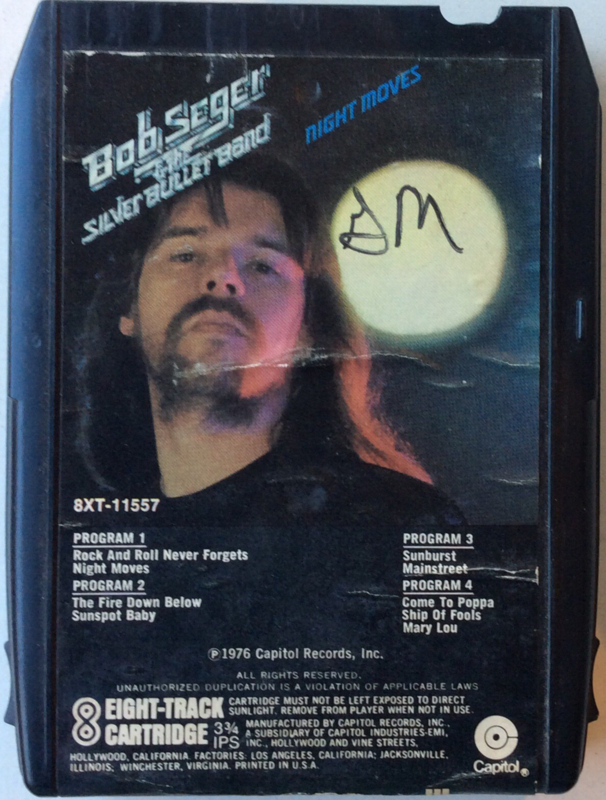 Bob Seger
& THE
SILVER BULLET BAND
NIGHT MOVES
8XT-11557
PROGRAM 1
Rock And Roll Never Forgets
Night Moves
PROGRAM 2
The Fire Down Below
Sunspot Baby
PROGRAM 3
Sunburst
Mainstreet
PROGRAM 4
Come To Poppa
Ship Of Fools
Mary Lou
℗1976 Capitol Records, Inc.
ALL RIGHTS RESERVED.
UNAUTHORIZED DUPLICATION IS A VIOLATION OF APPLICABLE LAWS
8 EIGHT-TRACK
CARTRIDGE 3¾ IPS
CARTRIDGE MUST NOT BE LEFT EXPOSED TO DIRECT
SUNLIGHT. REMOVE FROM PLAYER WHEN NOT IN USE.
MANUFACTURED BY CAPITOL RECORDS, INC.,
A SUBSIDIARY OF CAPITOL INDUSTRIES-EMI,
INC., HOLLYWOOD AND VINE STREETS,
HOLLYWOOD, CALIFORNIA. FACTORIES: LOS ANGELES, CALIFORNIA; JACKSONVILLE,
ILLINOIS; WINCHESTER, VIRGINIA. PRINTED IN U.S.A.
Capitol®